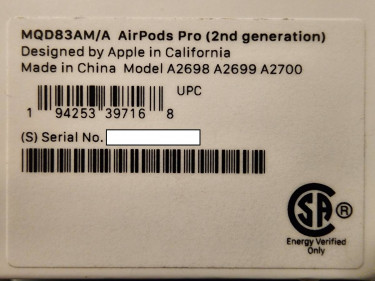 MQD83AM/A AirPods Pro (2nd generation)
Designed by Apple in California
Made in China Model A2698 A2699 A2700
UPC
1 94253 39716 8
(S) Serial No.
SA ®
Energy Verified
Only